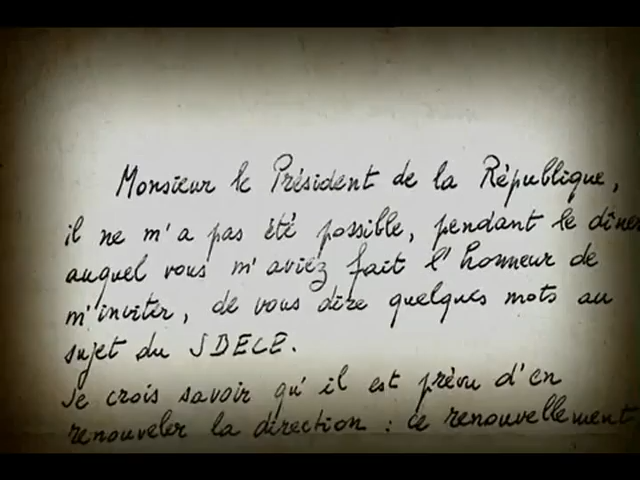 Monsieur le Président de la République,
il ne m'a pas été possible, pendant le dîner
auquel vous m'aviez fait l'honneur de
m'inviter, de vous dire quelques mots au
sujet du SDECE.
Je crois savoir qu'il est prévu d'en
renouveler la direction : ce renouvellement